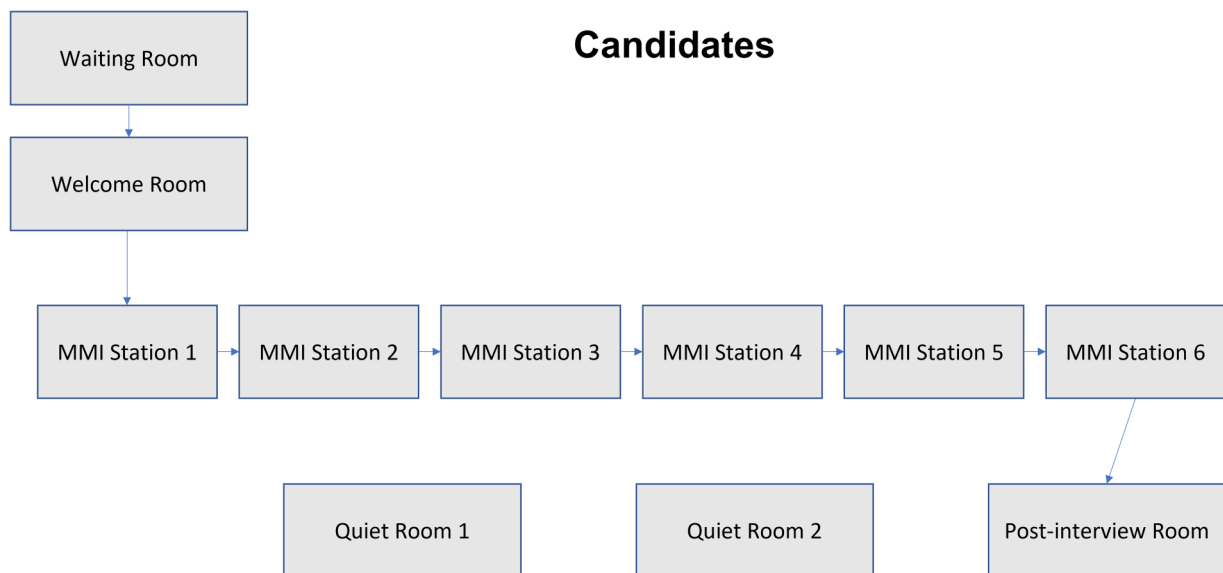 Candidates
Waiting Room
Welcome Room
MMI Station 1
MMI Station 2
MMI Station 3
MMI Station 4
MMI Station 5
MMI Station 6
Quiet Room 1
Quiet Room 2
Post-interview Room